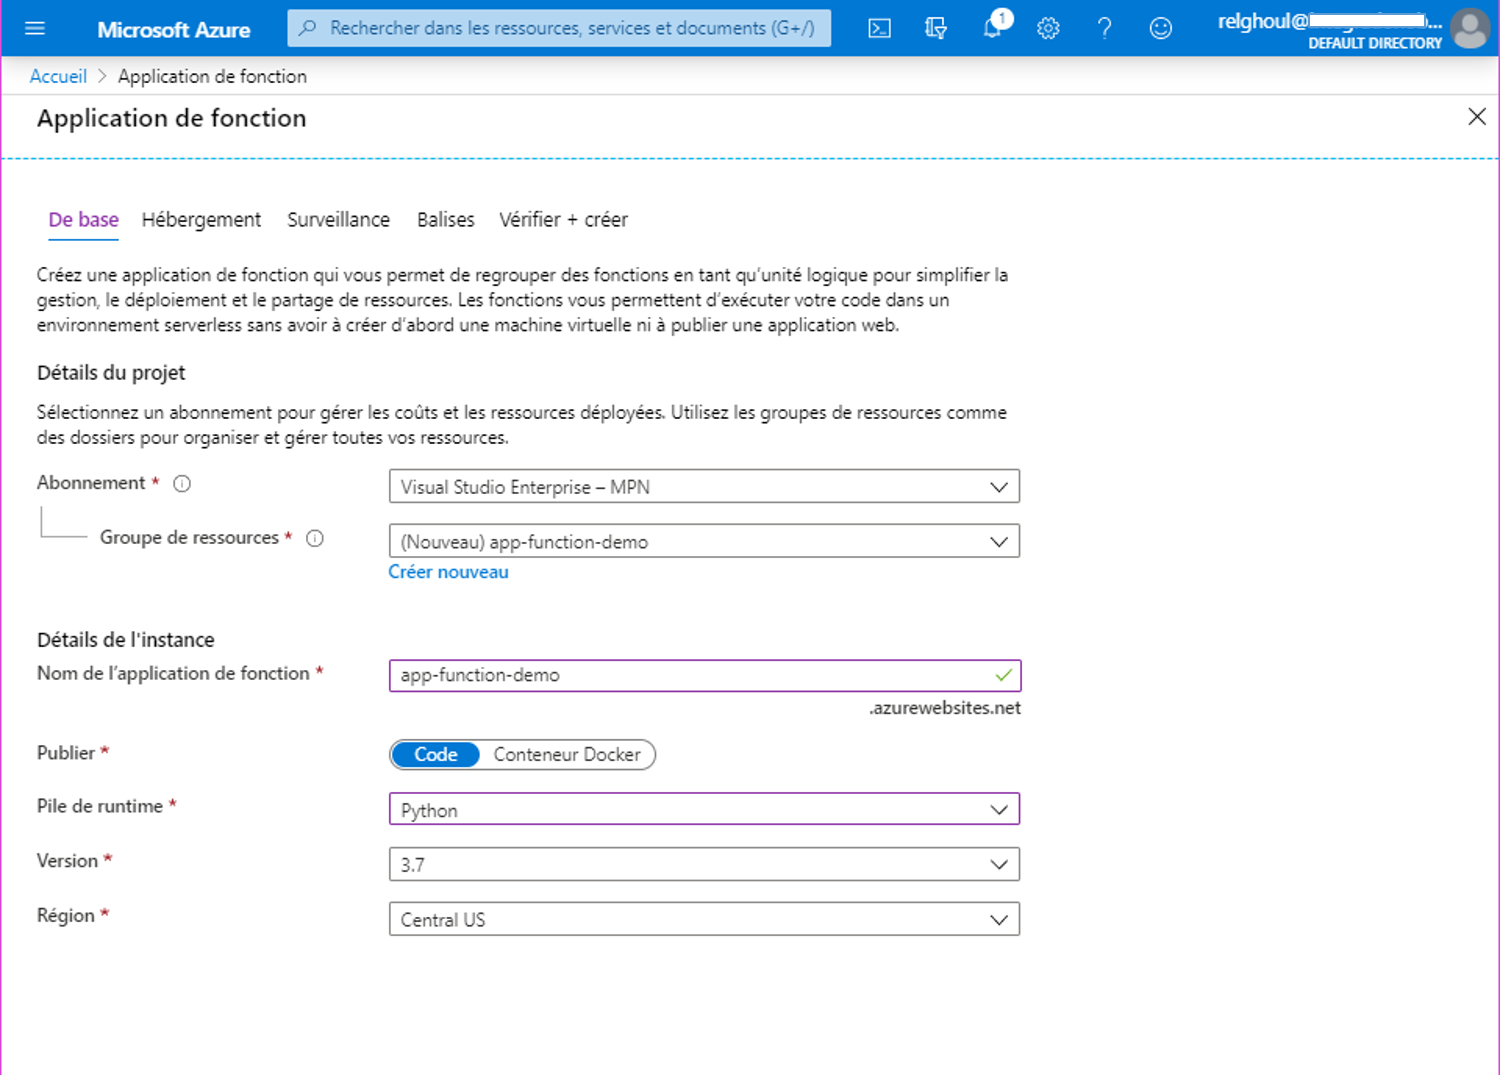 Microsoft Azure
Rechercher dans les ressources, services et documents (G+/)
1
relghoul@
...
DEFAULT DIRECTORY
Accueil > Application de fonction
Application de fonction
De base Hébergement Surveillance Balises Vérifier + créer
Créez une application de fonction qui vous permet de regrouper des fonctions en tant qu’unité logique pour simplifier la
gestion, le déploiement et le partage de ressources. Les fonctions vous permettent d’exécuter votre code dans un
environnement serverless sans avoir à créer d’abord une machine virtuelle ni à publier une application web.
Détails du projet
Sélectionnez un abonnement pour gérer les coûts et les ressources déployées. Utilisez les groupes de ressources comme
des dossiers pour organiser et gérer toutes vos ressources.
Abonnement *
Visual Studio Enterprise – MPN
Groupe de ressources *
(Nouveau) app-function-demo
Créer nouveau
Détails de l'instance
Nom de l’application de fonction *
app-function-demo
.azurewebsites.net
Publier *
Code Conteneur Docker
Pile de runtime *
Python
Version *
3.7
Région *
Central US